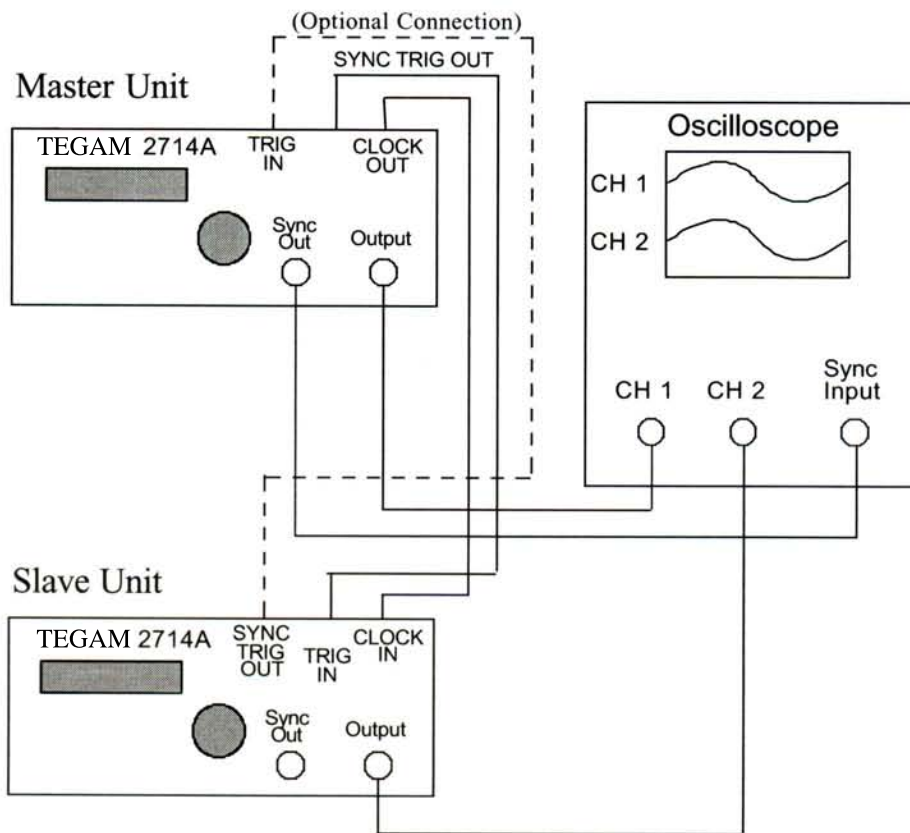 (Optional Connection)
SYNC TRIG OUT
Master Unit
TEGAM 2714A
TRIG
IN
CLOCK
OUT
Sync
Out
Output
Oscilloscope
CH 1
CH 2
CH 1
CH 2
Sync
Input
Slave Unit
TEGAM 2714A
SYNC
TRIG
OUT
TRIG
IN
CLOCK
IN
Sync
Out
Output